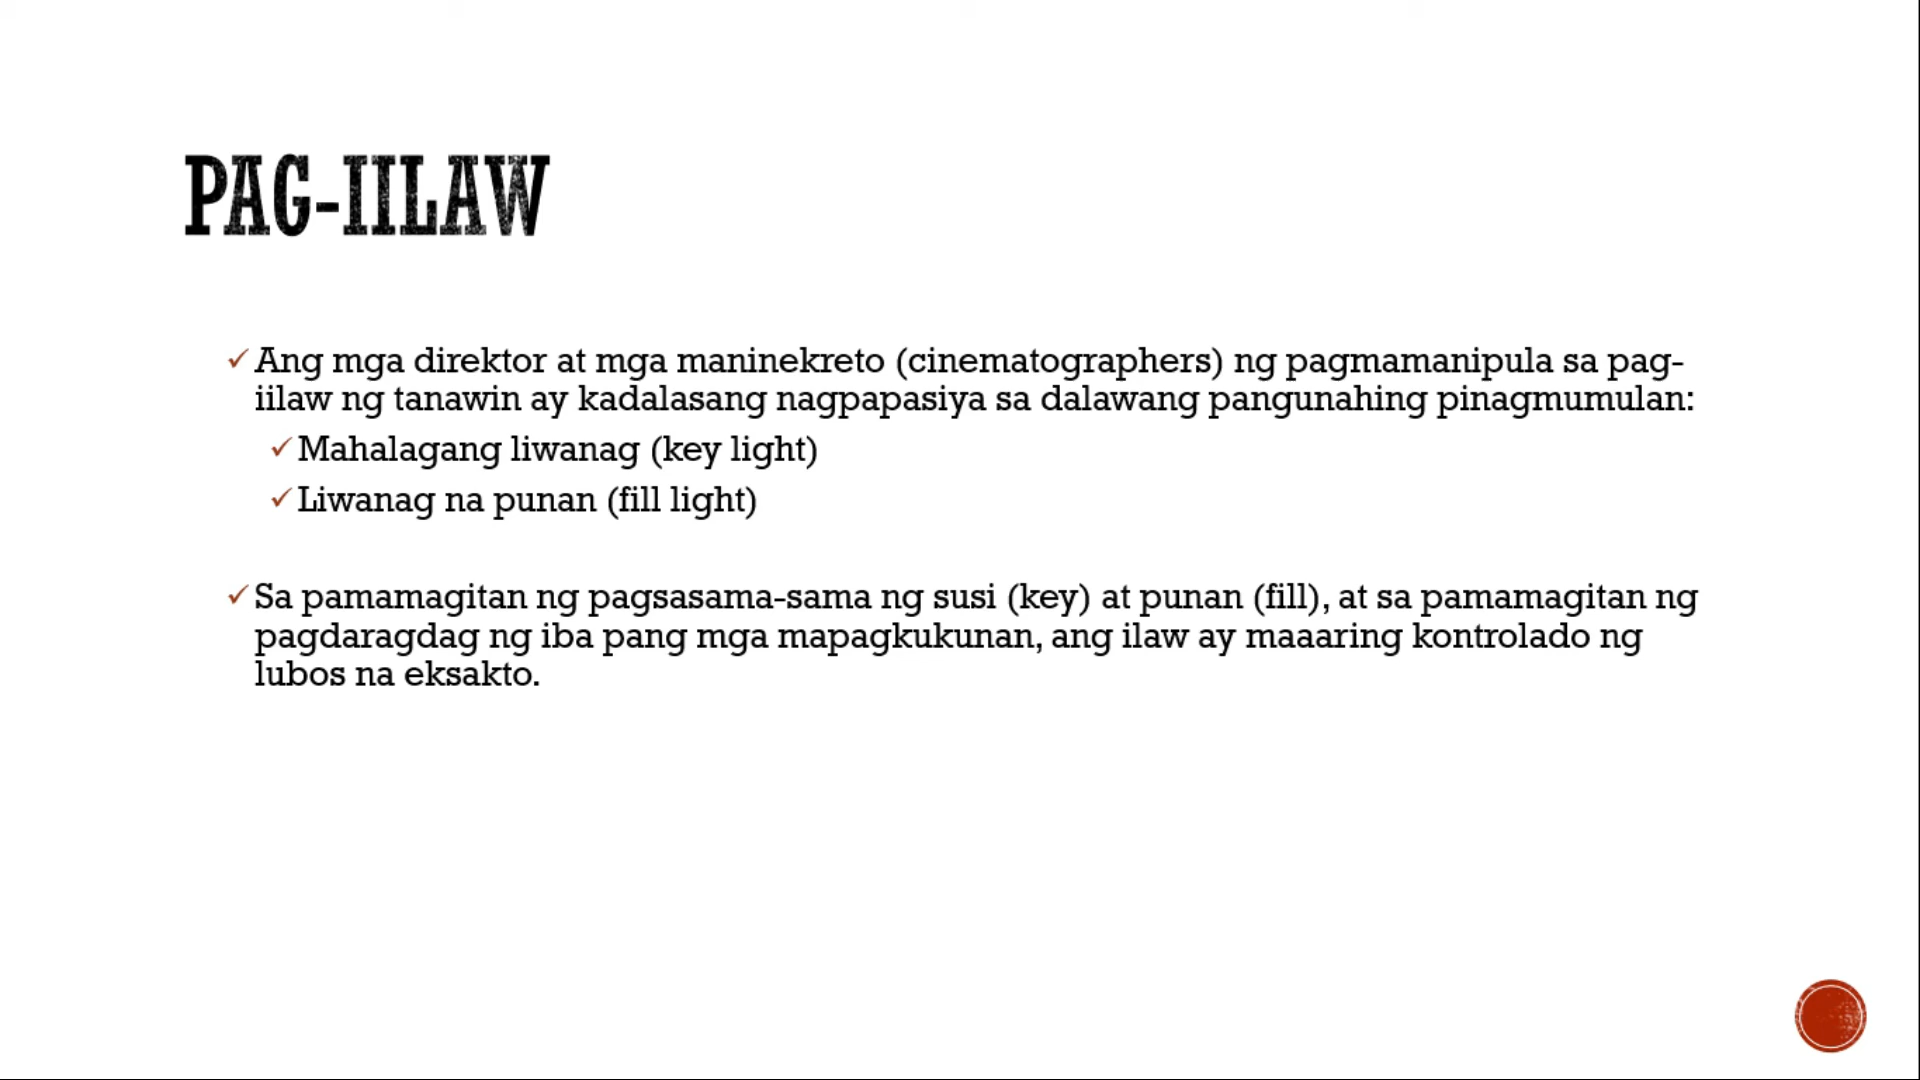 PAG-IILAW
Ang mga direktor at mga maninekreto (cinematographers) ng pagmamanipula sa pag-
iilaw ng tanawin ay kadalasang nagpapasiya sa dalawang pangunahing pinagmumulan:
Mahalagang liwanag (key light)
Liwanag na punan (fill light)
Sa pamamagitan ng pagsasama-sama ng susi (key) at punan (fill), at sa pamamagitan ng
pagdaragdag ng iba pang mga mapagkukunan, ang ilaw ay maaaring kontrolado ng
lubos na eksakto.